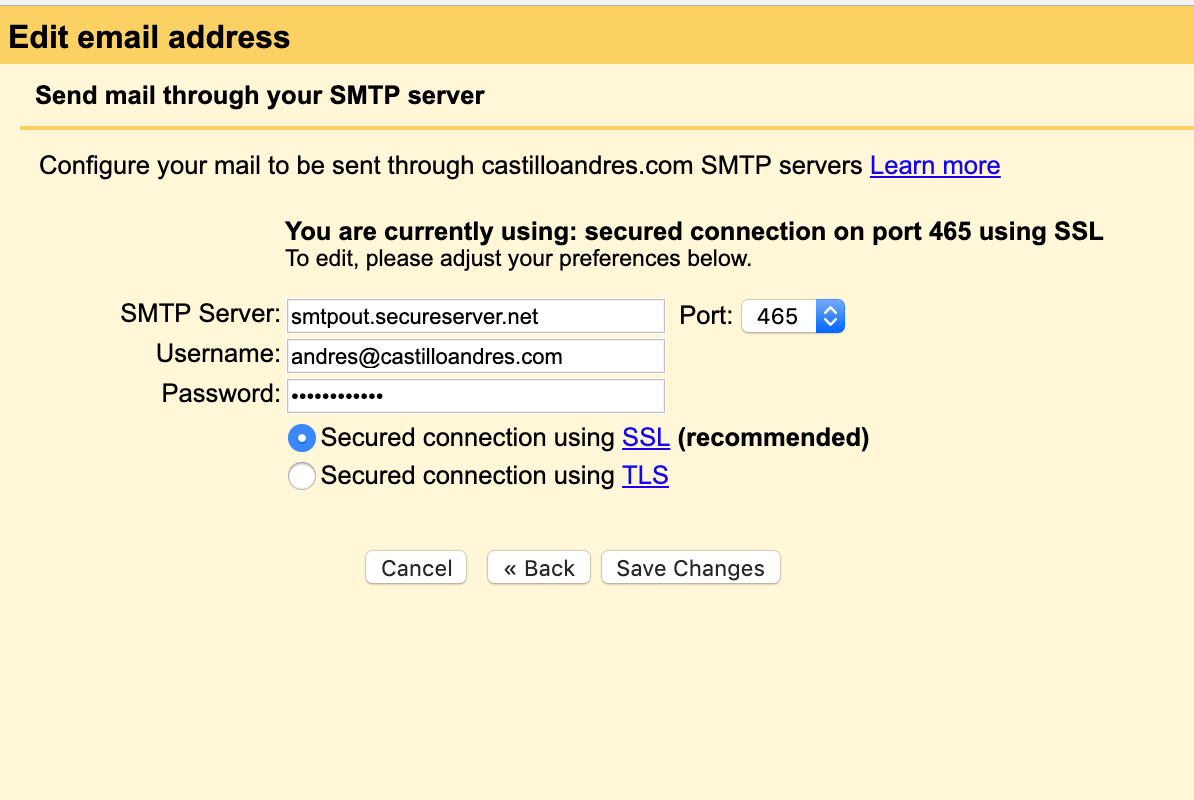 Edit email address
Send mail through your SMTP server
Configure your mail to be sent through castilloandres.com SMTP servers Learn more
You are currently using: secured connection on port 465 using SSL
To edit, please adjust your preferences below.
SMTP Server: smtpout.secureserver.net Port: 465
Username: andres@castilloandres.com
Password: ••••••••••••
Secured connection using SSL (recommended)
Secured connection using TLS
Cancel « Back Save Changes